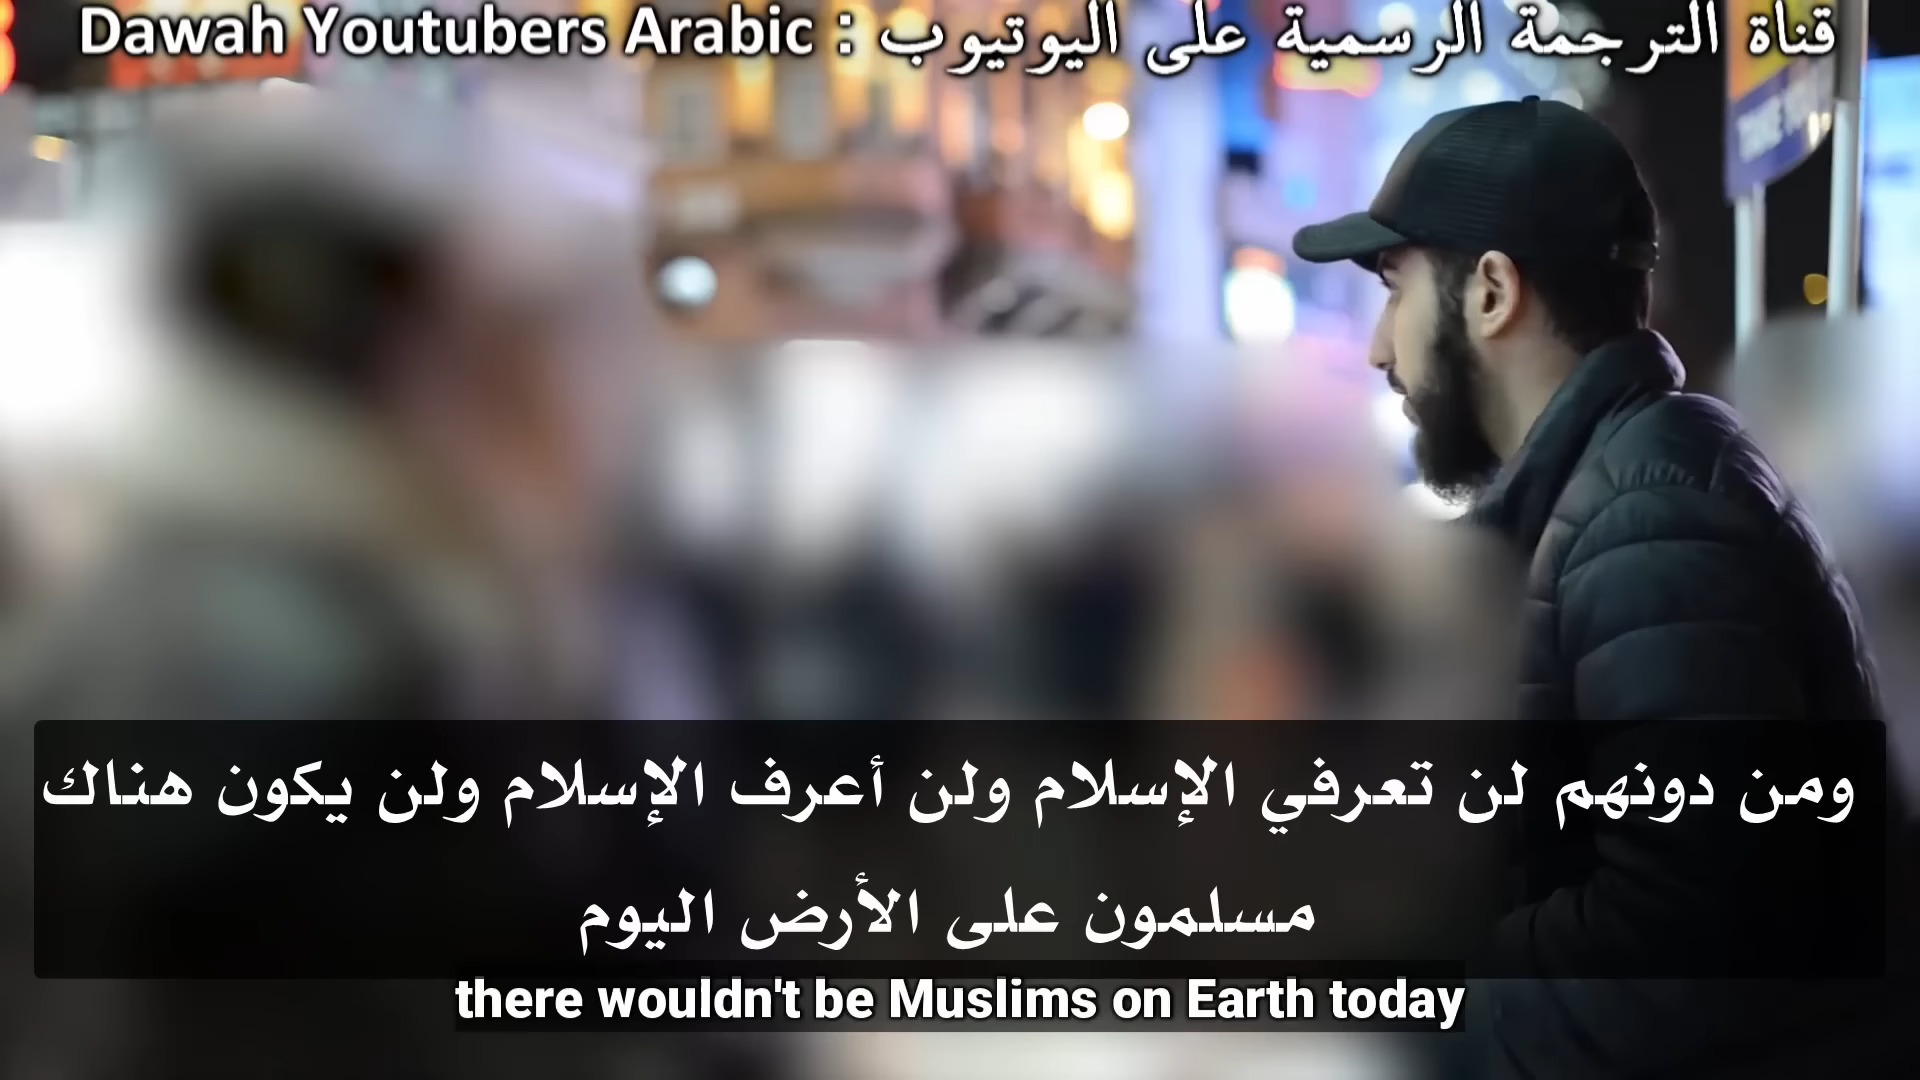 قناة الترجمة الرسمية على اليوتيوب : Dawah Youtubers Arabic
ومن دونهم لن تعرفي الإسلام ولن أعرف الإسلام ولن يكون هناك
مسلمون على الأرض اليوم
there wouldn't be Muslims on Earth today